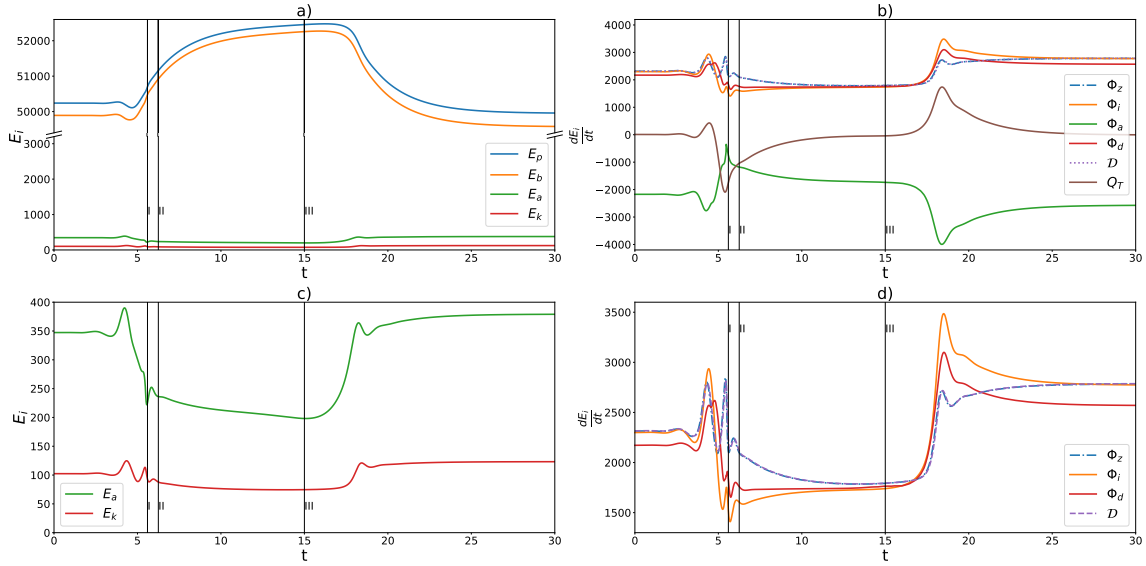 a)
52000
51000
50000
3000
2000
1000
0
E_i
E_p
E_b
E_a
E_k
I
II
III
0 5 10 15 20 25 30
t
b)
4000
3000
2000
1000
0
−1000
−2000
−3000
−4000
dE_i
dt
Φ_z
Φ_i
Φ_a
Φ_d
𝒟
Q_T
I
II
III
0 5 10 15 20 25 30
t
c)
400
350
300
250
200
150
100
50
0
E_i
E_a
E_k
I
II
III
0 5 10 15 20 25 30
t
d)
3500
3000
2500
2000
1500
dE_i
dt
Φ_z
Φ_i
Φ_d
𝒟
I
II
III
0 5 10 15 20 25 30
t